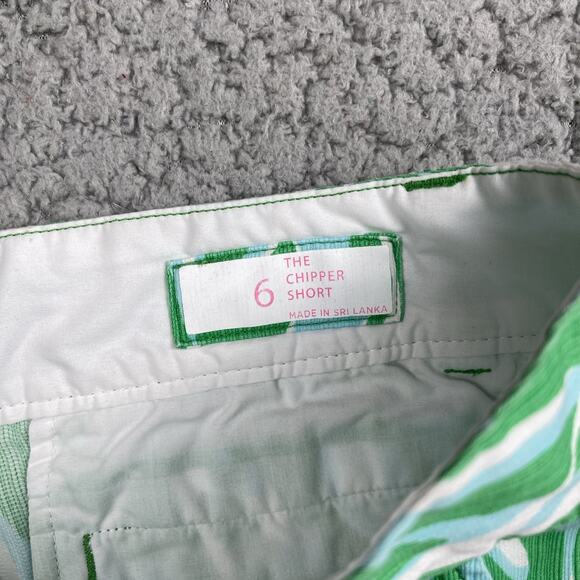 6
THE
CHIPPER
SHORT
MADE IN SRI LANKA